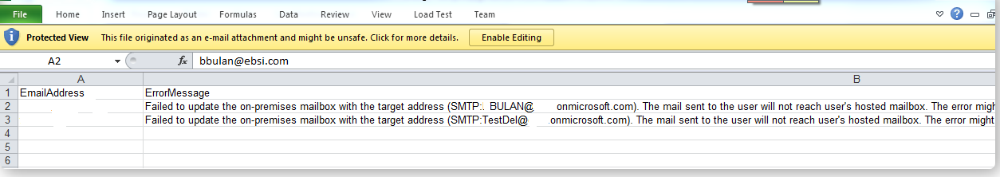 File Home Insert Page Layout Formulas Data Review View Load Test Team
Protected View This file originated as an e-mail attachment and might be unsafe. Click for more details. Enable Editing
A2 fx bbulan@ebsi.com
A B
1 EmailAddress ErrorMessage
2 Failed to update the on-premises mailbox with the target address (SMTP: BULAN@ onmicrosoft.com). The mail sent to the user will not reach user's hosted mailbox. The error
3 Failed to update the on-premises mailbox with the target address (SMTP:TestDel@ .onmicrosoft.com). The mail sent to the user will not reach user's hosted mailbox. The error might
4
5
6